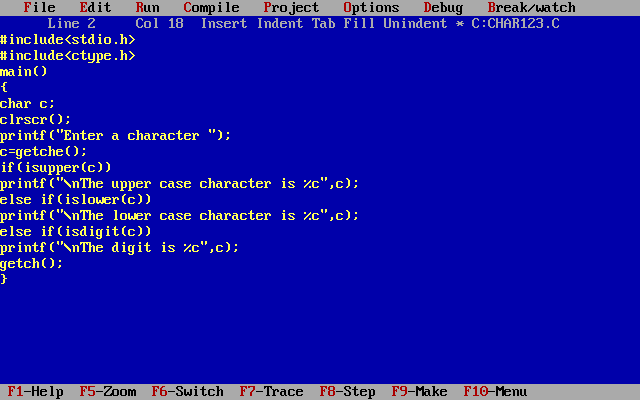 File Edit Run Compile Project Options Debug Break/watch
Line 2 Col 18 Insert Indent Tab Fill Unindent * C:CHAR123.C
#include<stdio.h>
#include<ctype.h>
main()
{
char c;
clrscr();
printf("Enter a character ");
c=getche();
if(isupper(c))
printf("\nThe upper case character is %c",c);
else if(islower(c))
printf("\nThe lower case character is %c",c);
else if(isdigit(c))
printf("\nThe digit is %c",c);
getch();
}
F1-Help F5-Zoom F6-Switch F7-Trace F8-Step F9-Make F10-Menu